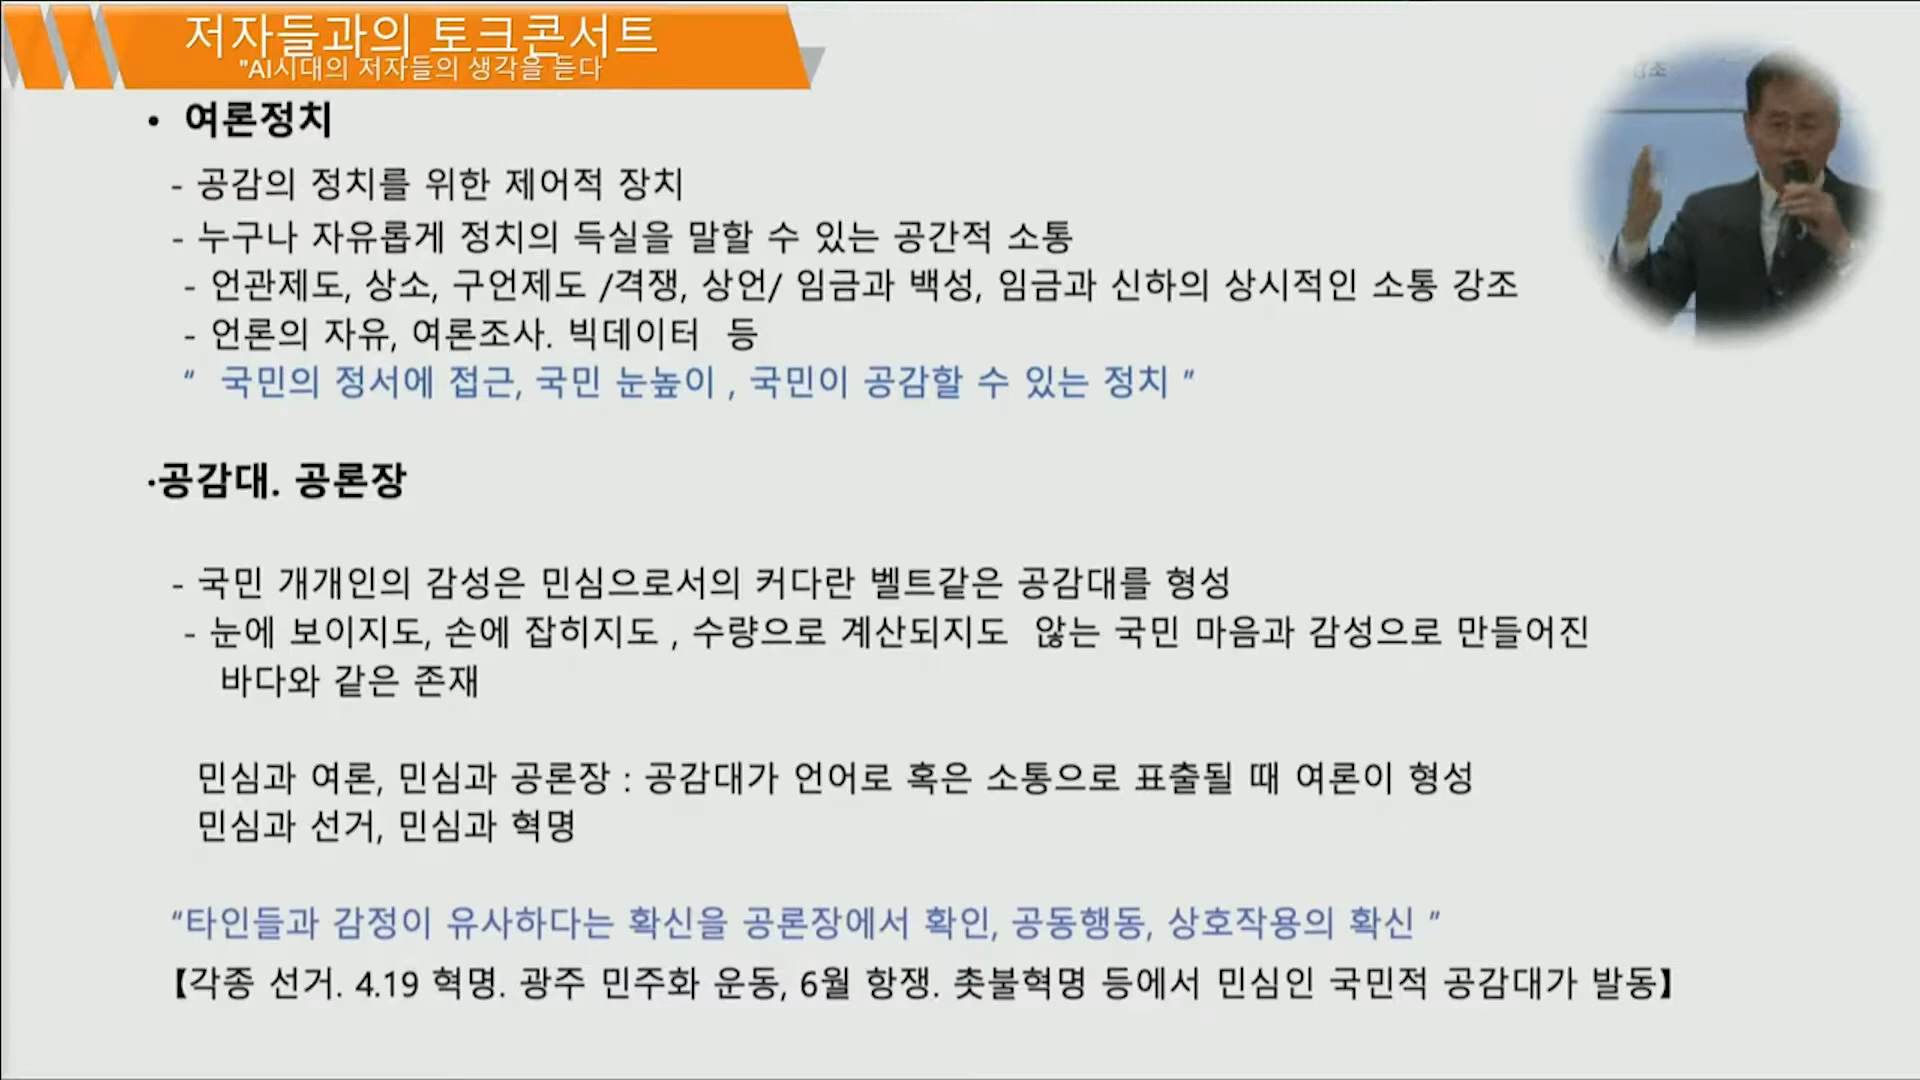 저자들과의 토크콘서트
"AI시대의 저자들의 생각을 듣다
• 여론정치
- 공감의 정치를 위한 제어적 장치
- 누구나 자유롭게 정치의 득실을 말할 수 있는 공간적 소통
- 언관제도, 상소, 구언제도 /격쟁, 상언/ 임금과 백성, 임금과 신하의 상시적인 소통 강조
- 언론의 자유, 여론조사. 빅데이터 등
“ 국민의 정서에 접근, 국민 눈높이 , 국민이 공감할 수 있는 정치 ”
·공감대. 공론장
- 국민 개개인의 감성은 민심으로서의 커다란 벨트같은 공감대를 형성
- 눈에 보이지도, 손에 잡히지도 , 수량으로 계산되지도 않는 국민 마음과 감성으로 만들어진
바다와 같은 존재
민심과 여론, 민심과 공론장 : 공감대가 언어로 혹은 소통으로 표출될 때 여론이 형성
민심과 선거, 민심과 혁명
“타인들과 감정이 유사하다는 확신을 공론장에서 확인, 공동행동, 상호작용의 확신 ”
【각종 선거. 4.19 혁명. 광주 민주화 운동, 6월 항쟁. 촛불혁명 등에서 민심인 국민적 공감대가 발동】